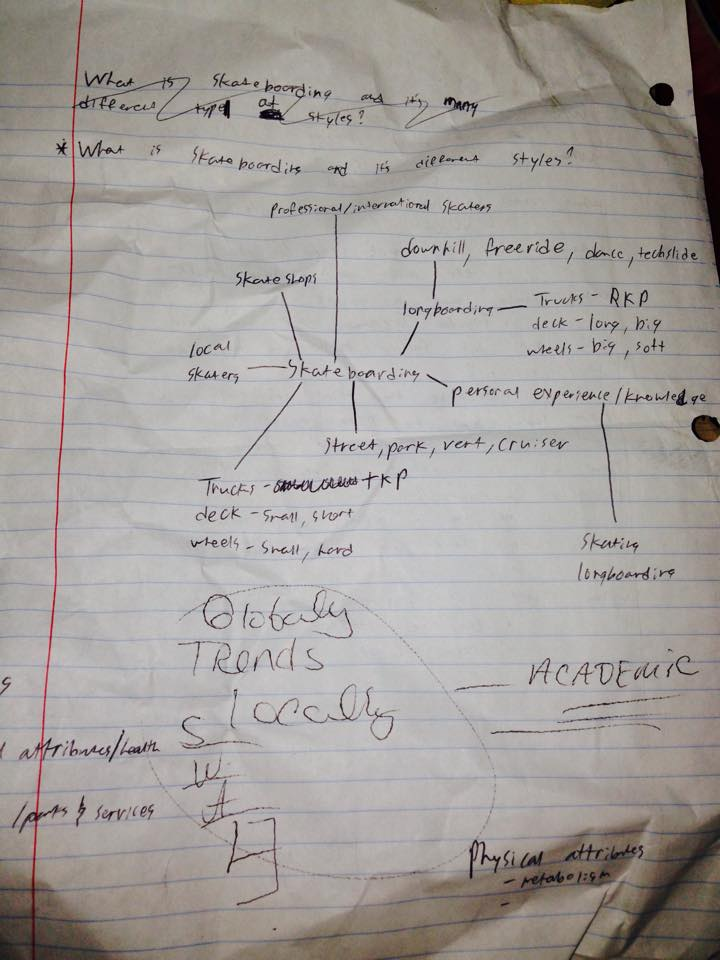 What is skateboarding and it's many
different type of styles?
* What is skateboarding and it's different styles?
professional/international skaters
downhill, freeride, dance, techslide
skateshops
longboarding — Trucks - RKP
deck - long, big
wheels - big, soft
local
skaters
skateboarding
personal experience/knowledge
street, park, vert, cruiser
Trucks - TKP
deck - small, short
wheels - small, hard
skating
longboarding
Globaly
TRENDS
locally
ACADEMIC
S
W
A
attributes/health
/parts & services
Physical attributes
- metabolism
-